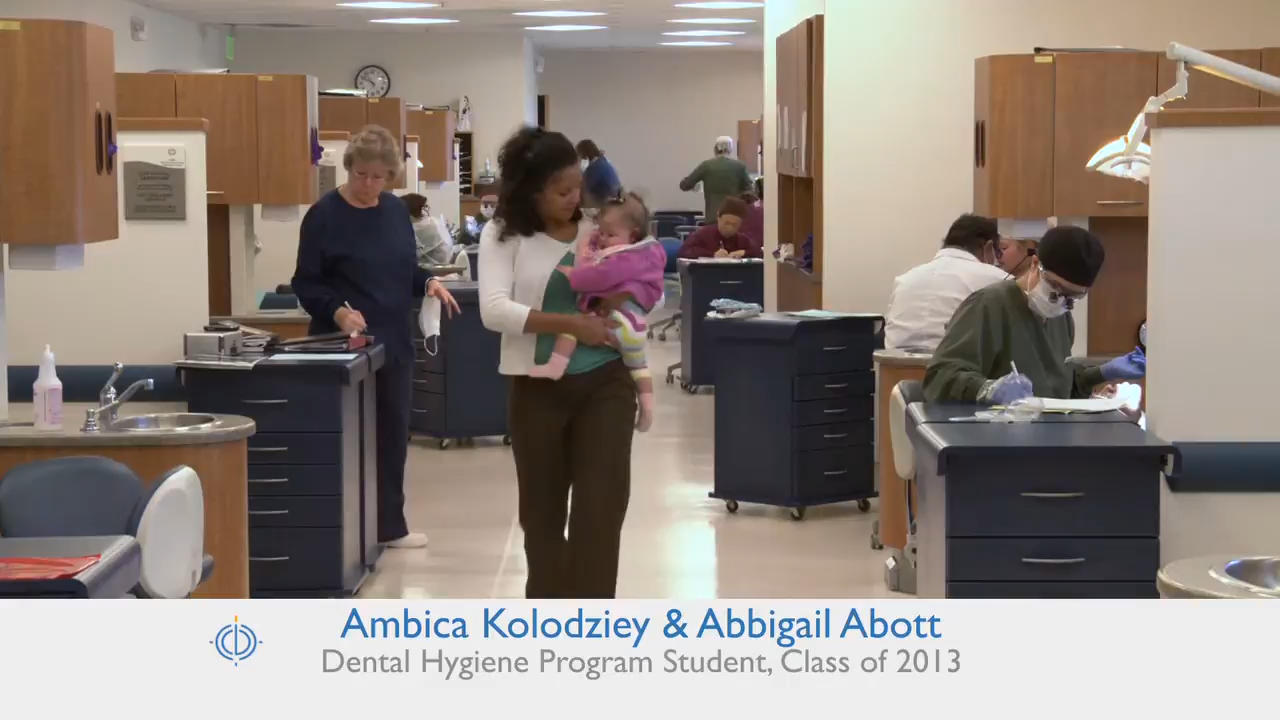 Ambica Kolodziey & Abbigail Abott
Dental Hygiene Program Student, Class of 2013